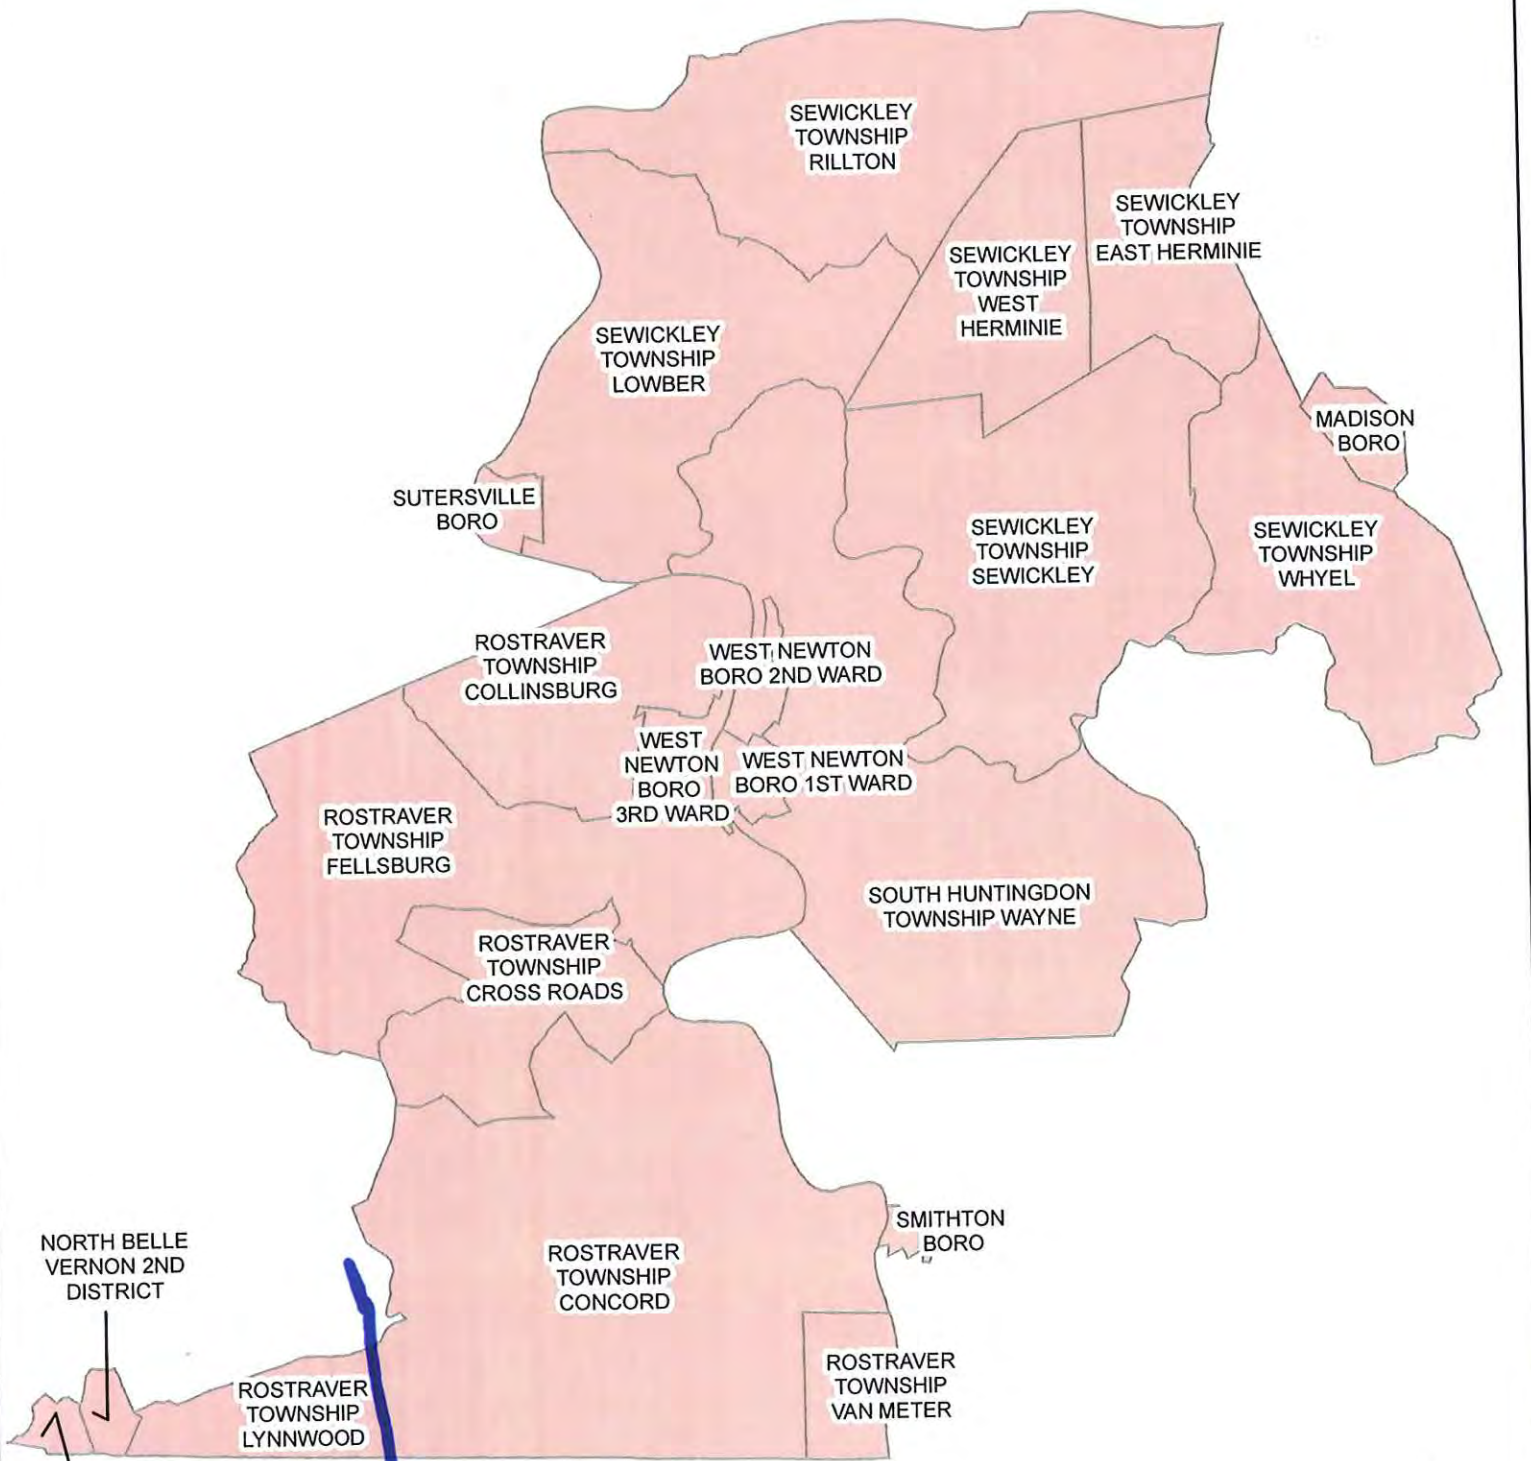 SEWICKLEY
TOWNSHIP
RILLTON
SEWICKLEY
TOWNSHIP
EAST HERMINIE
SEWICKLEY
TOWNSHIP
WEST
HERMINIE
SEWICKLEY
TOWNSHIP
LOWBER
MADISON
BORO
SUTERSVILLE
BORO
SEWICKLEY
TOWNSHIP
SEWICKLEY
SEWICKLEY
TOWNSHIP
WHYEL
ROSTRAVER
TOWNSHIP
COLLINSBURG
WEST NEWTON
BORO 2ND WARD
WEST
NEWTON
BORO
3RD WARD
WEST NEWTON
BORO 1ST WARD
ROSTRAVER
TOWNSHIP
FELLSBURG
SOUTH HUNTINGDON
TOWNSHIP WAYNE
ROSTRAVER
TOWNSHIP
CROSS ROADS
SMITHTON
BORO
NORTH BELLE
VERNON 2ND
DISTRICT
ROSTRAVER
TOWNSHIP
CONCORD
ROSTRAVER
TOWNSHIP
VAN METER
ROSTRAVER
TOWNSHIP
LYNNWOOD